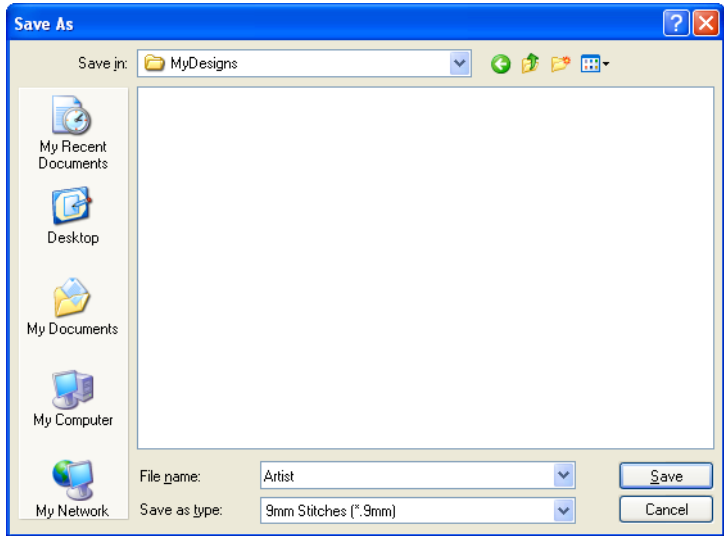 Save As
Save in:
MyDesigns
My Recent
Documents
Desktop
My Documents
My Computer
My Network
File name:
Artist
Save
Save as type:
9mm Stitches (*.9mm)
Cancel